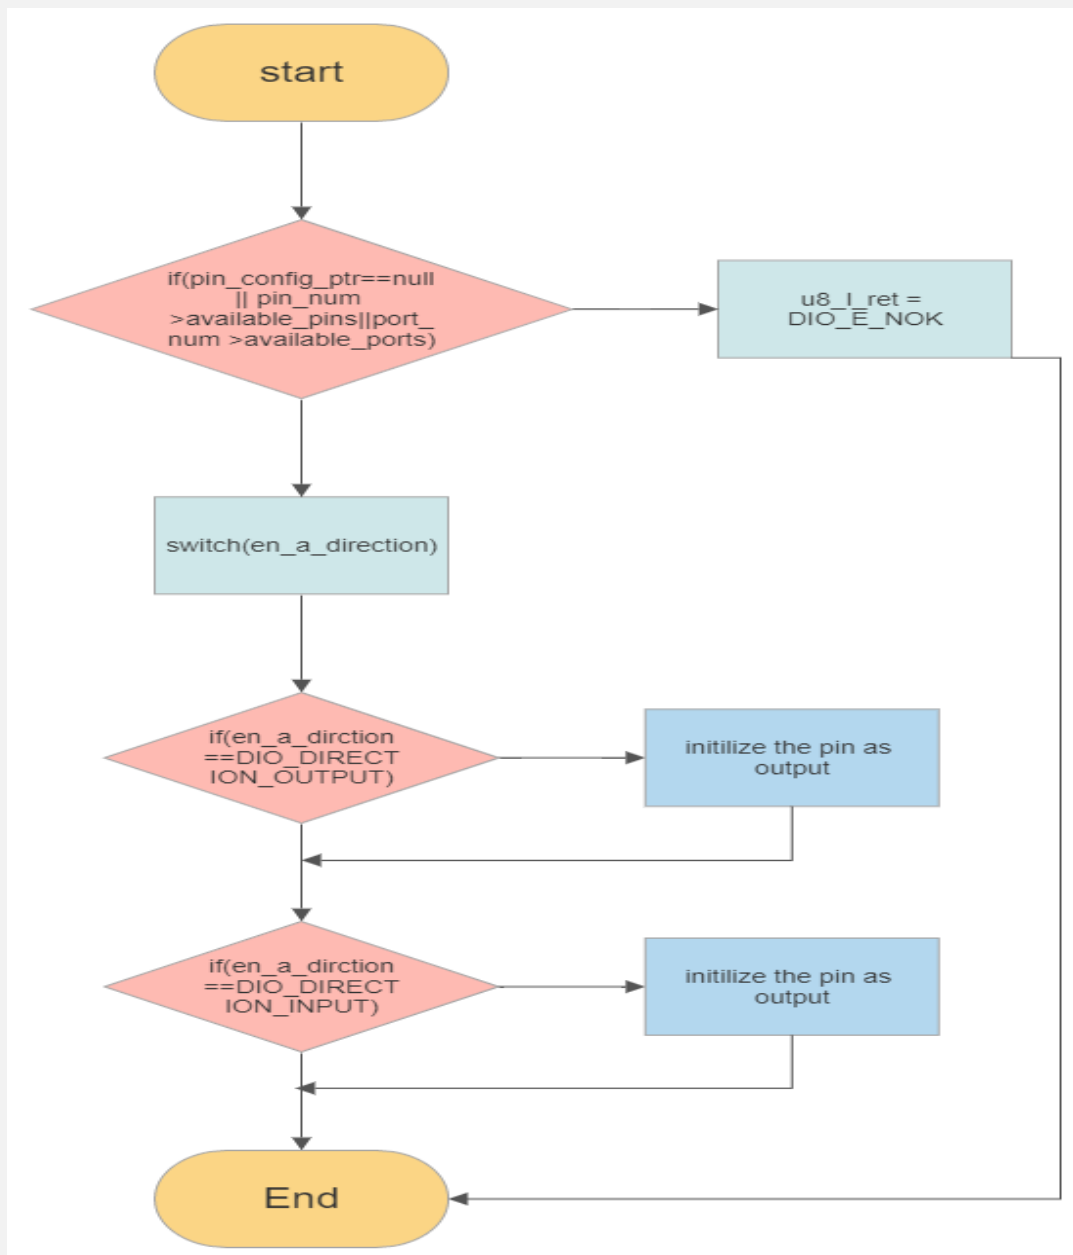 start
if(pin_config_ptr==null
|| pin_num
>available_pins||port_
num >available_ports)
u8_l_ret =
DIO_E_NOK
switch(en_a_direction)
if(en_a_dirction
==DIO_DIRECT
ION_OUTPUT)
initilize the pin as
output
if(en_a_dirction
==DIO_DIRECT
ION_INPUT)
initilize the pin as
output
End